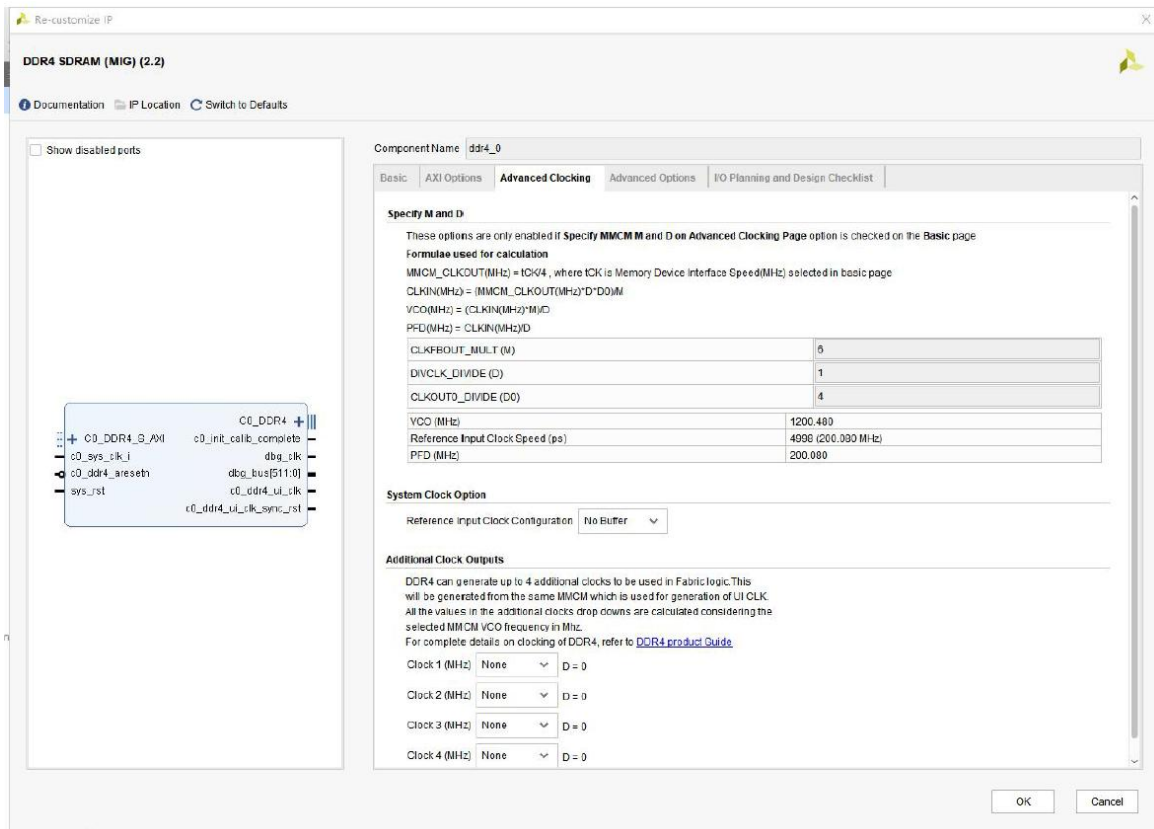 Re-customize IP
DDR4 SDRAM (MIG) (2.2)
Documentation IP Location Switch to Defaults
Show disabled ports
C0_DDR4
C0_DDR4_S_AXI c0_init_calib_complete
c0_sys_clk_i dbg_clk
c0_ddr4_aresetn dbg_bus[511:0]
sys_rst c0_ddr4_ui_clk
c0_ddr4_ui_clk_sync_rst
Component Name ddr4_0
Basic AXI Options Advanced Clocking Advanced Options I/O Planning and Design Checklist
Specify M and D
These options are only enabled if Specify MMCM M and D on Advanced Clocking Page option is checked on the Basic page
Formulae used for calculation
MMCM_CLKOUT(MHz) = tCK/4 , where tCK is Memory Device Interface Speed(MHz) selected in basic page
CLKIN(MHz) = (MMCM_CLKOUT(MHz)*D*D0)/M
VCO(MHz) = (CLKIN(MHz)*M)/D
PFD(MHz) = CLKIN(MHz)/D
CLKFBOUT_MULT (M) 6
DIVCLK_DIVIDE (D) 1
CLKOUT0_DIVIDE (D0) 4
VCO (MHz) 1200.480
Reference Input Clock Speed (ps) 4998 (200.080 MHz)
PFD (MHz) 200.080
System Clock Option
Reference Input Clock Configuration No Buffer
Additional Clock Outputs
DDR4 can generate up to 4 additional clocks to be used in Fabric logic.This
will be generated from the same MMCM which is used for generation of UI CLK.
All the values in the additional clocks drop downs are calculated considering the
selected MMCM VCO frequency in Mhz.
For complete details on clocking of DDR4, refer to DDR4 product Guide
Clock 1 (MHz) None D = 0
Clock 2 (MHz) None D = 0
Clock 3 (MHz) None D = 0
Clock 4 (MHz) None D = 0
OK Cancel